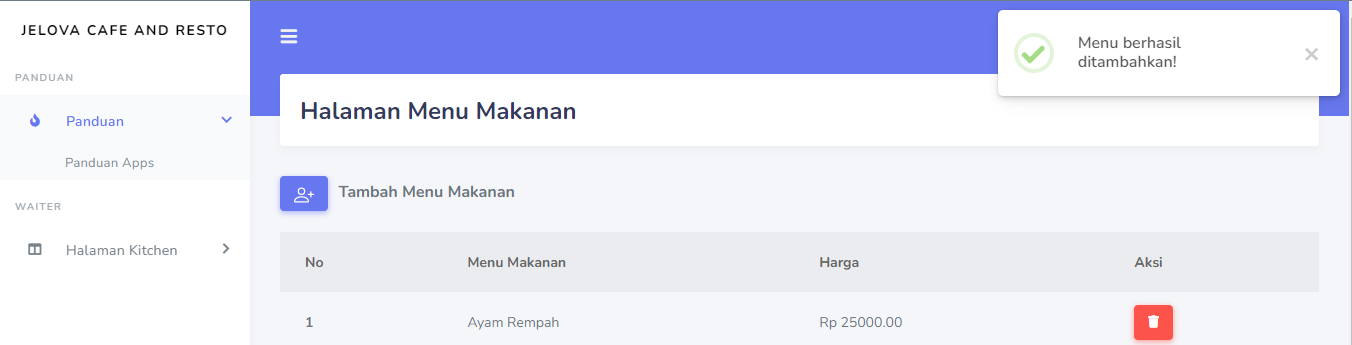 JELOVA CAFE AND RESTO
PANDUAN
Panduan
Panduan Apps
WAITER
Halaman Kitchen
Menu berhasil
ditambahkan!
Halaman Menu Makanan
Tambah Menu Makanan
No Menu Makanan Harga Aksi
1 Ayam Rempah Rp 25000.00